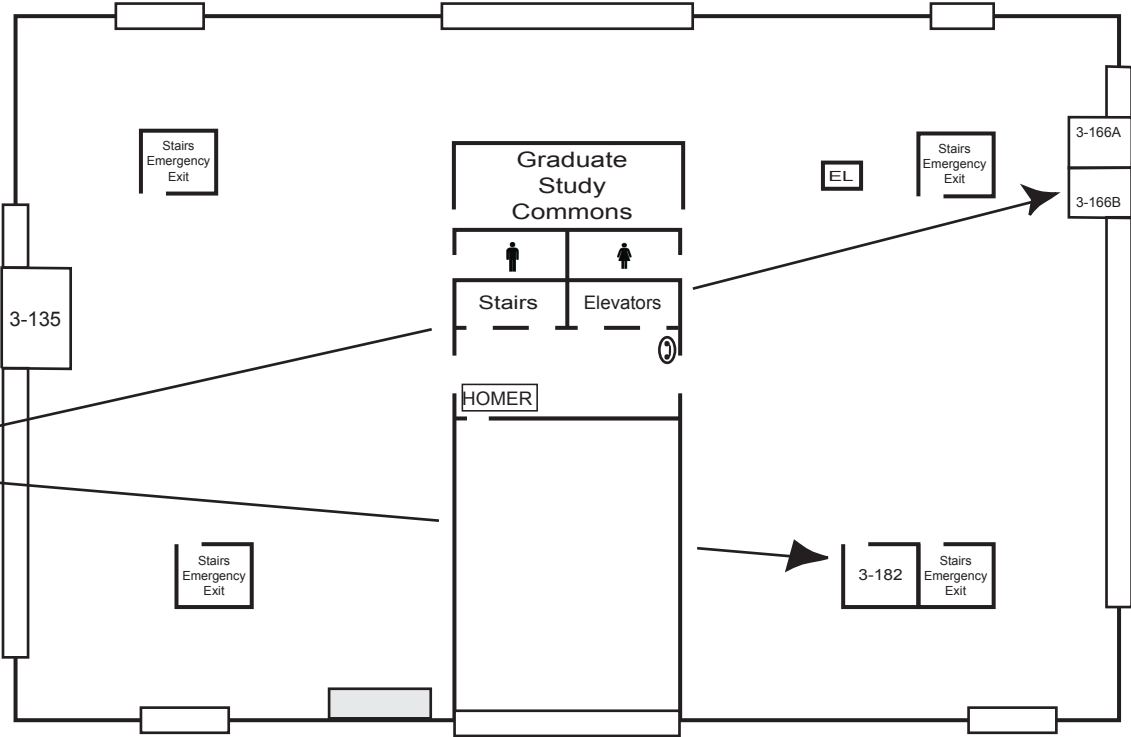 Stairs
Emergency
Exit
Graduate
Study
Commons
EL
Stairs
Emergency
Exit
3-166A
3-166B
3-135
Stairs
Elevators
HOMER
Stairs
Emergency
Exit
3-182
Stairs
Emergency
Exit